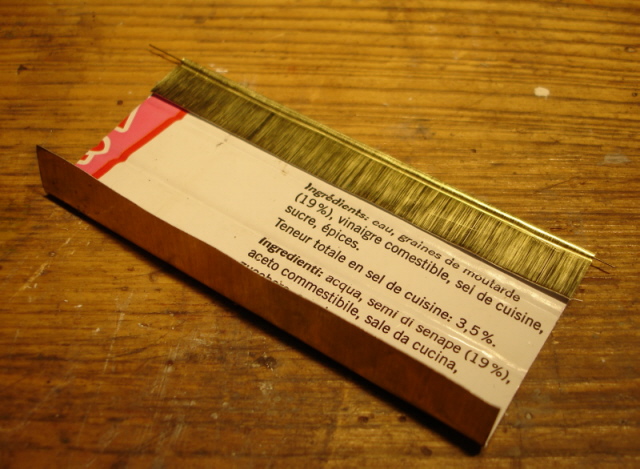 Ingrédients: eau, graines de moutarde
(19%), vinaigre comestible, sel de cuisine,
sucre, épices.
Teneur totale en sel de cuisine: 3,5%.
Ingredienti: acqua, semi di senape (19%),
aceto commestibile, sale da cucina,